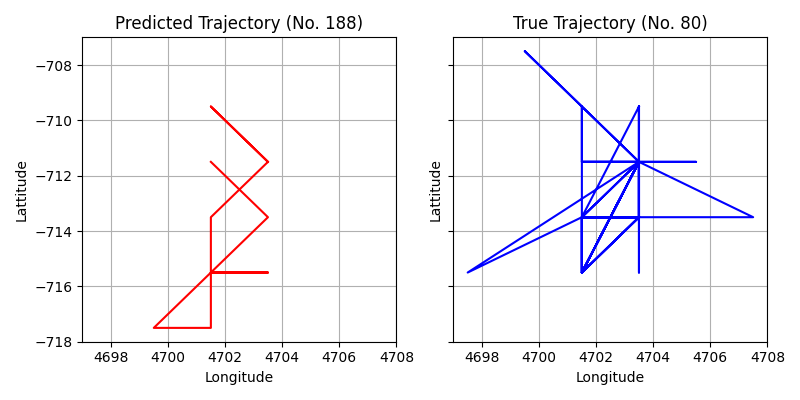 Predicted Trajectory (No. 188)
True Trajectory (No. 80)
−708
−710
−712
−714
−716
−718
Lattitude
Lattitude
4698 4700 4702 4704 4706 4708
4698 4700 4702 4704 4706 4708
Longitude
Longitude